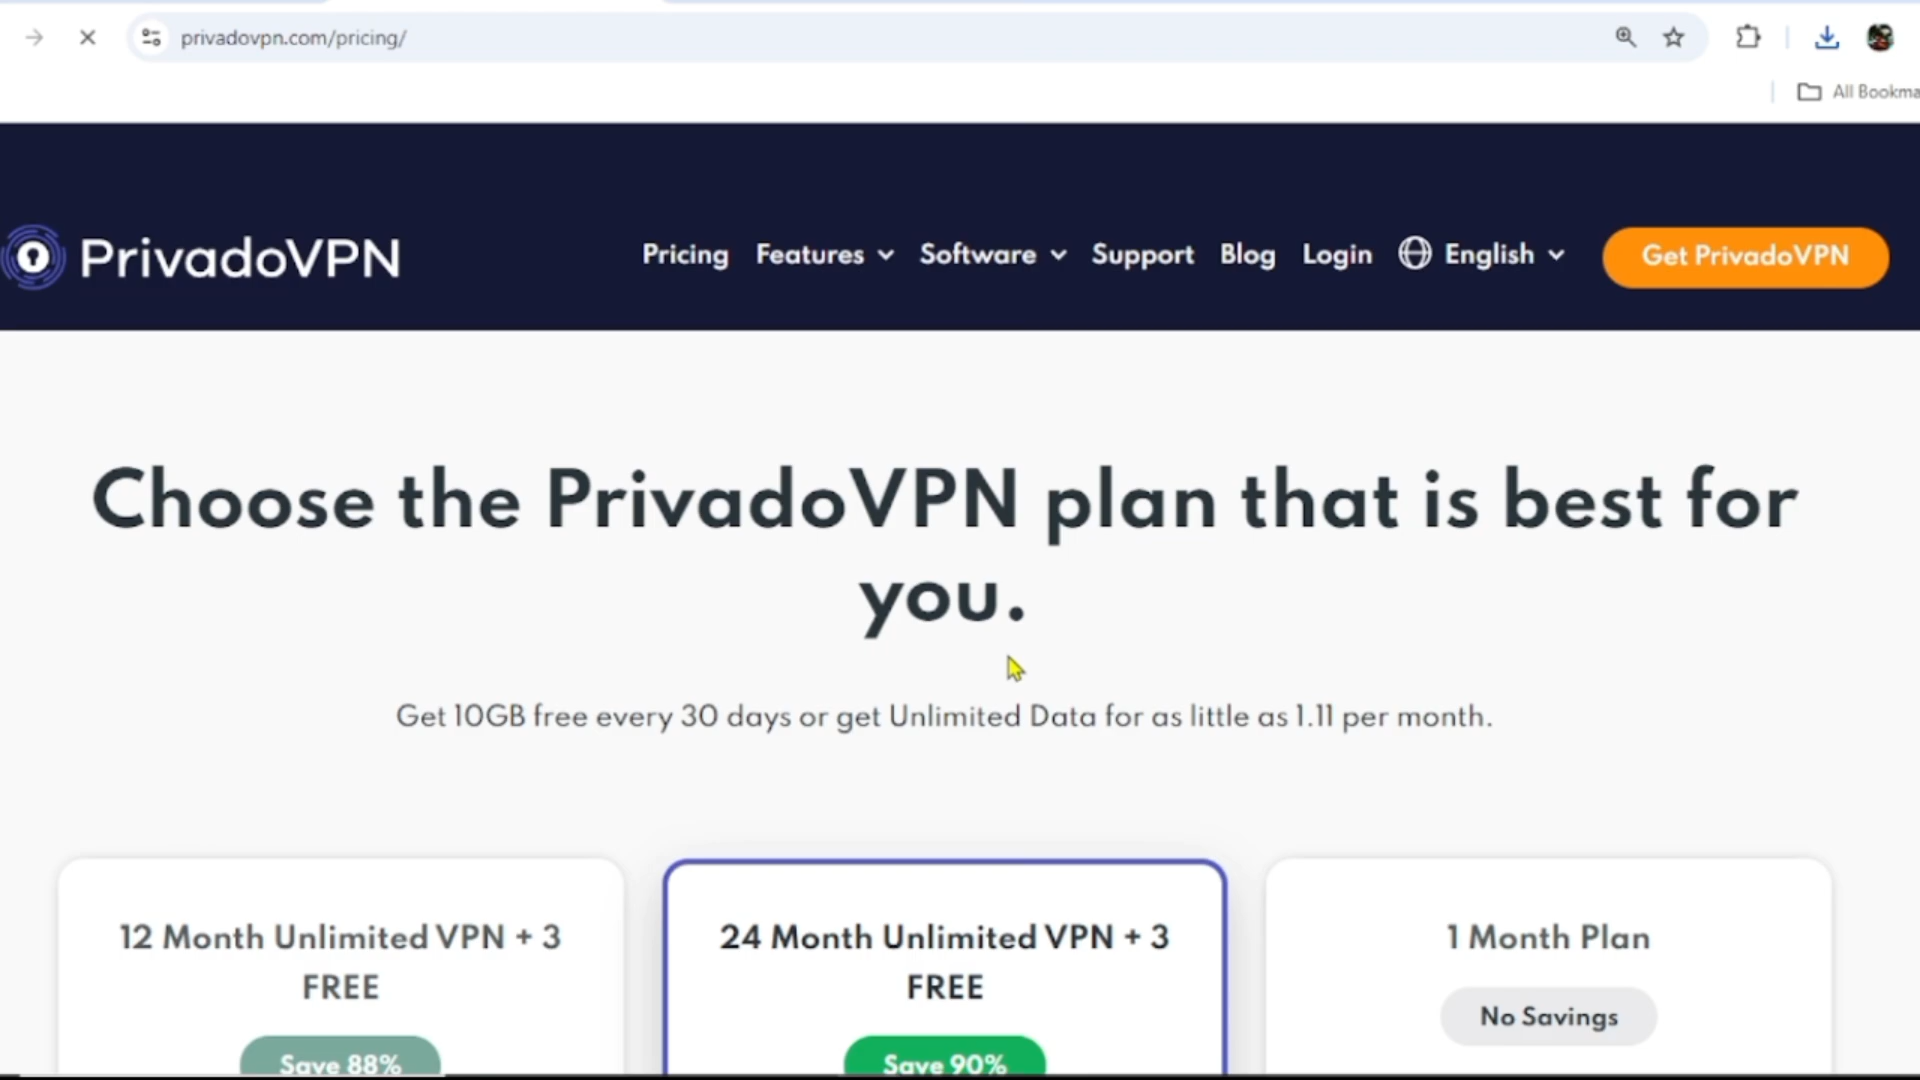 privadovpn.com/pricing/
All Bookma
PrivadoVPN
Pricing Features Software Support Blog Login English Get PrivadoVPN
Choose the PrivadoVPN plan that is best for
you.
Get 10GB free every 30 days or get Unlimited Data for as little as 1.11 per month.
12 Month Unlimited VPN + 3
FREE
Save 88%
24 Month Unlimited VPN + 3
FREE
Save 90%
1 Month Plan
No Savings